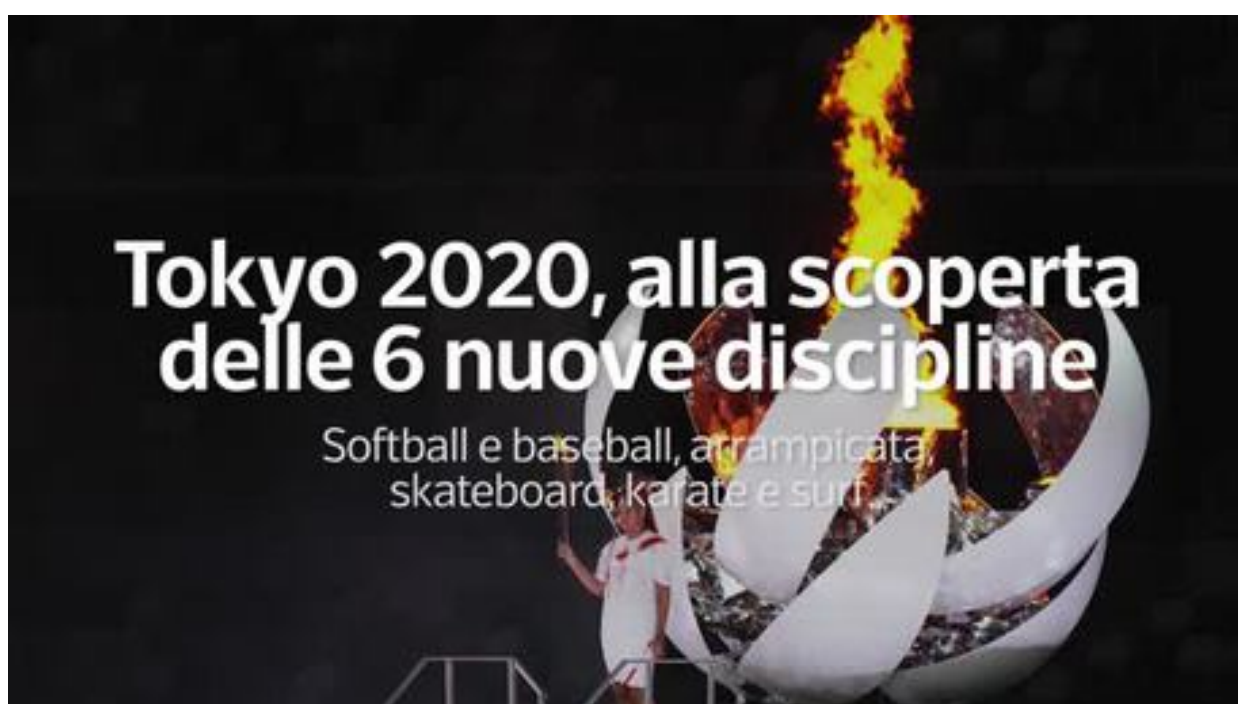 Tokyo 2020, alla scoperta
delle 6 nuove discipline
Softball e baseball, arrampicata,
skateboard, karate e surf